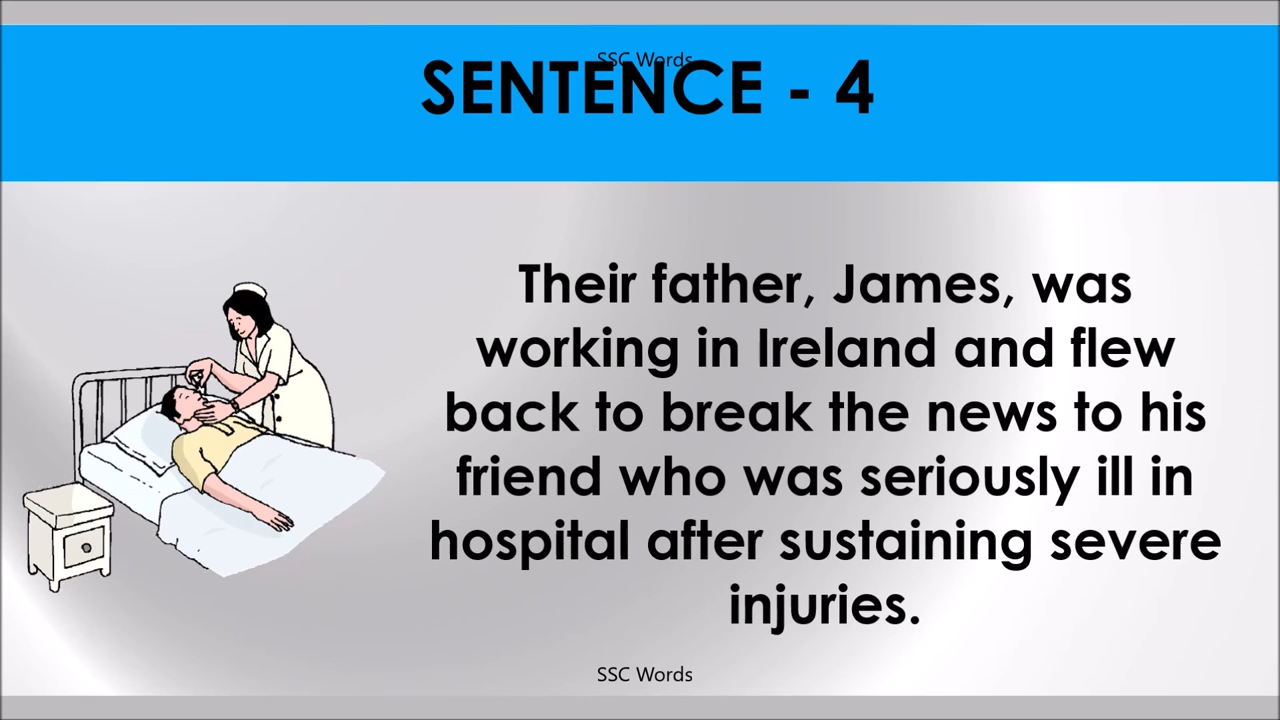 SSC Words
SENTENCE - 4
Their father, James, was
working in Ireland and flew
back to break the news to his
friend who was seriously ill in
hospital after sustaining severe
injuries.
SSC Words